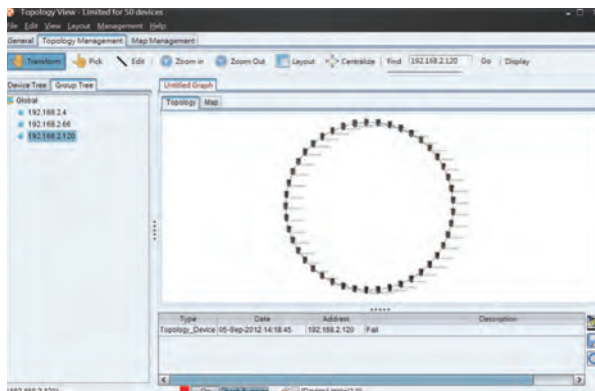 Topology View - Limited for 50 devices
File Edit View Layout Management Help
General Topology Management Map Management
Transform Pick Edit Zoom in Zoom Out Layout Centralize Find 192.168.2.120 Go Display
Device Tree Group Tree
Untitled Graph
Global
Topology Map
192.168.2.4
192.168.2.66
192.168.2.120
Type Date Address Description
Topology_Device 05-Sep-2012 14:18:45 192.168.2.120 Fail